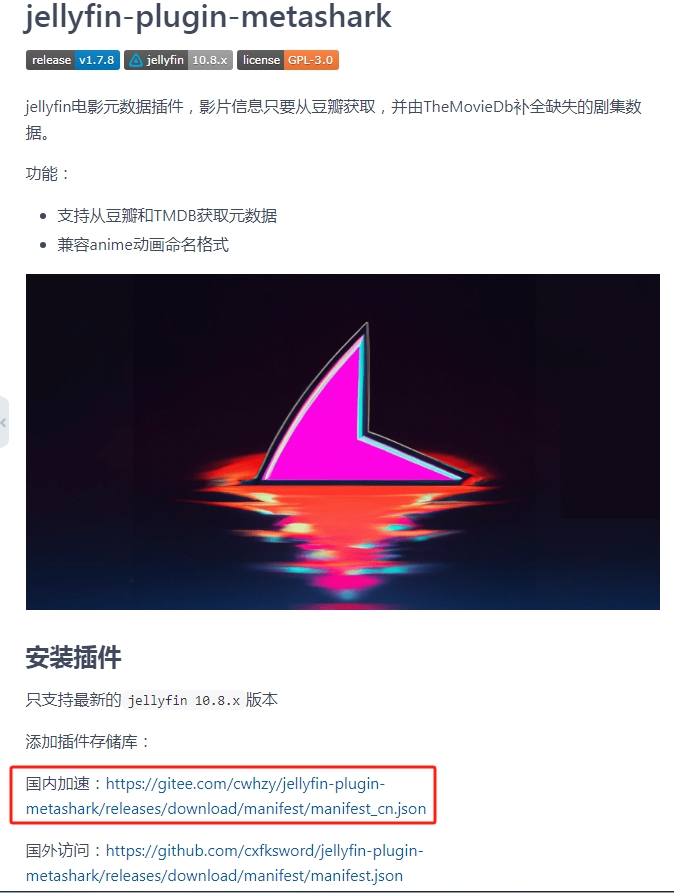 jellyfin-plugin-metashark
release v1.7.8 jellyfin 10.8.x license GPL-3.0
jellyfin电影元数据插件，影片信息只要从豆瓣获取，并由TheMovieDb补全缺失的剧集数
据。
功能：
支持从豆瓣和TMDB获取元数据
兼容anime动画命名格式
安装插件
只支持最新的 jellyfin 10.8.x 版本
添加插件存储库：
国内加速：https://gitee.com/cwhzy/jellyfin-plugin-
metashark/releases/download/manifest/manifest_cn.json
国外访问：https://github.com/cxfksword/jellyfin-plugin-
metashark/releases/download/manifest/manifest.json